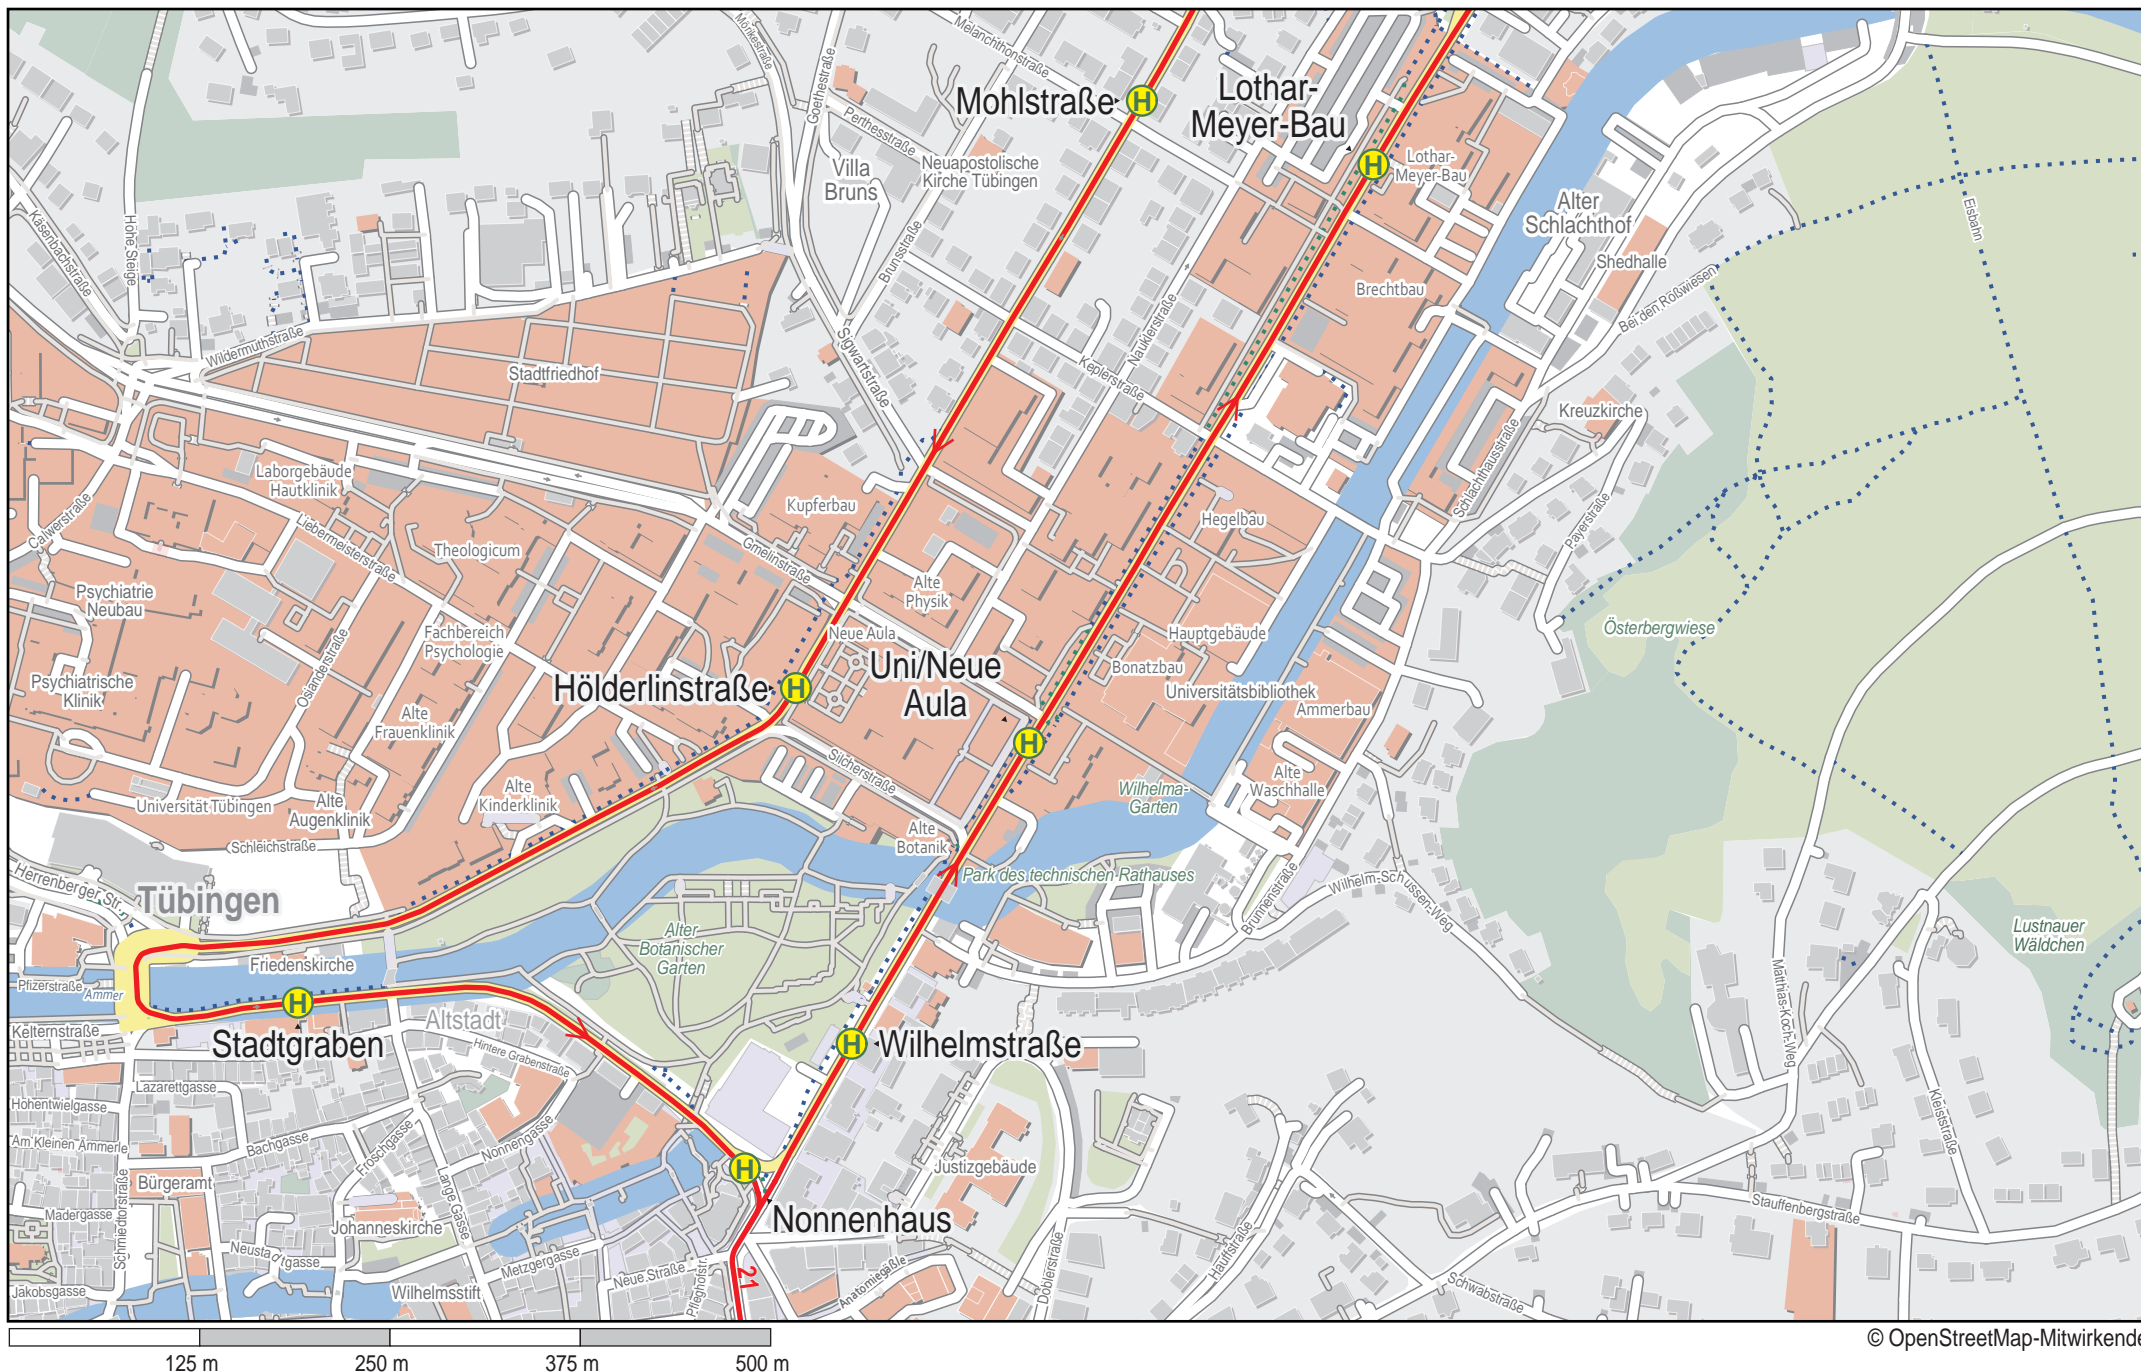 Mörikestraße
Goethestraße
Melanchthonstraße
Mohlstraße
H
Lothar-
Meyer-Bau
H
Lothar-
Meyer-Bau
Perthesstraße
Villa
Bruns
Neuapostolische
Kirche Tübingen
Alter
Schlachthof
Eisbahn
Käsenbachstraße
Hohe Steige
Brunsstraße
Shedhalle
Brechtbau
Bei den Roßwiesen
Wildermuthstraße
Sigwartstraße
Nauklerstraße
Keplerstraße
Stadtfriedhof
Kreuzkirche
Schlachthausstraße
Laborgebäude
Hautklinik
Kupferbau
Hegelbau
Calwerstraße
Liebermeisterstraße
Theologicum
Gmelinstraße
Payerstraße
Psychiatrie
Neubau
Alte
Physik
Fachbereich
Psychologie
Neue Aula
Hauptgebäude
Österbergwiese
Osianderstraße
Bonatzbau
Uni/Neue
Aula
Hölderlinstraße
H
Psychiatrische
Klinik
Universitätsbibliothek
Ammerbau
Alte
Frauenklinik
H
Silcherstraße
Alte
Kinderklinik
Wilhelma-
Garten
Alte
Waschhalle
Universität Tübingen
Alte
Augenklinik
Alte
Botanik
Schleichstraße
Park des technischen Rathauses
Herrenberger Str.
Tübingen
Brunnenstraße
Wilhelm-Schussen-Weg
Alter
Botanischer
Garten
Lustnauer
Wäldchen
Friedenskirche
Pfizerstraße
Ammer
H
Matthias-Koch-Weg
Kelternstraße
Altstadt
Stadtgraben
Hintere Grabenstraße
H
Wilhelmstraße
Lazarettgasse
Hohentwielgasse
Kleiststraße
Am Kleinen Ämmerle
Bachgasse
Froschgasse
Nonnengasse
Lange Gasse
H
Justizgebäude
Bürgeramt
Schmiedtorstraße
Madergasse
Johanneskirche
Nonnenhaus
Stauffenbergstraße
Neustadtgasse
Metzgergasse
Neue Straße
Pfleghofstr.
21
Anatomiegäßle
Doblerstraße
Hauffstraße
Schwabstraße
Jakobsgasse
Wilhelmsstift
125 m
250 m
375 m
500 m
© OpenStreetMap-Mitwirkende